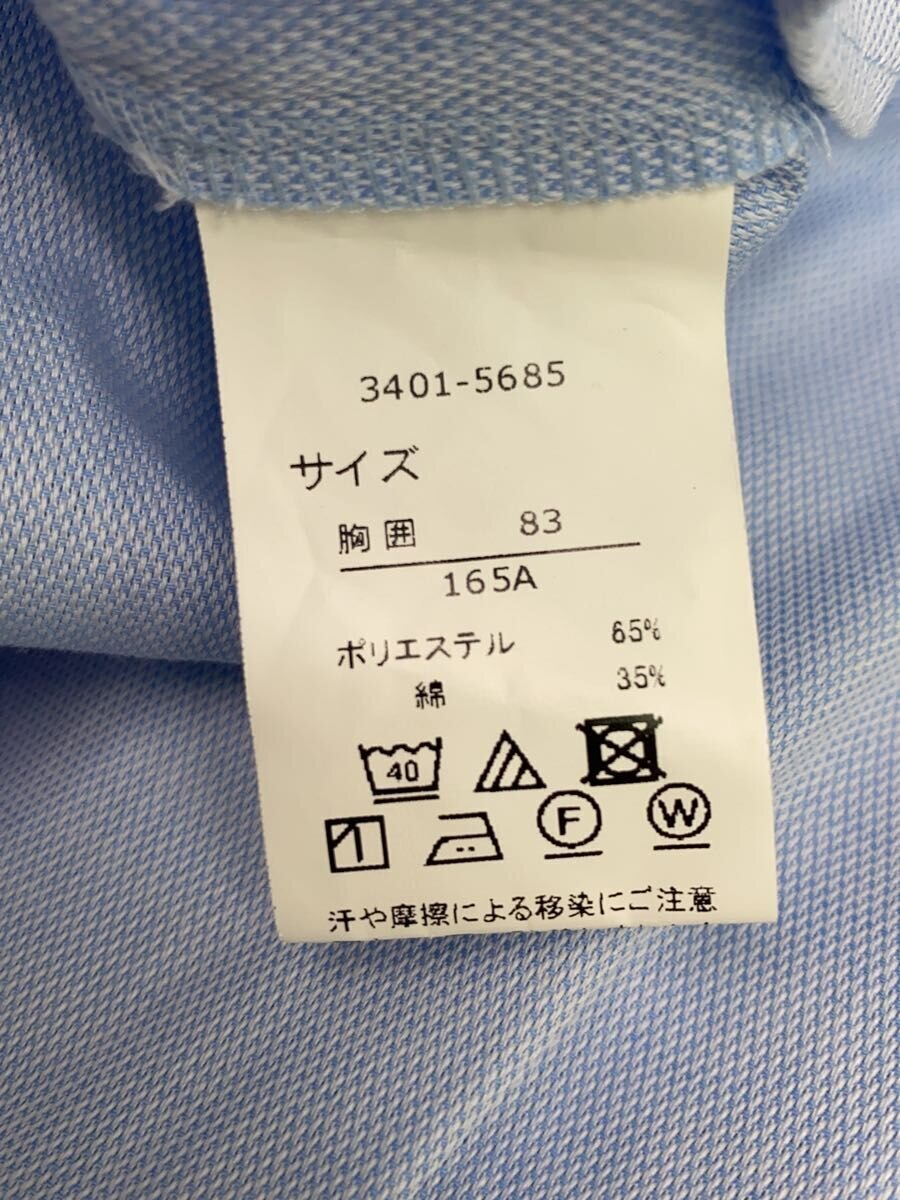 3401-5685
サイズ
胸囲 83
165A
ポリエステル 65%
綿 35%
40
F W
汗や摩擦による移染にご注意